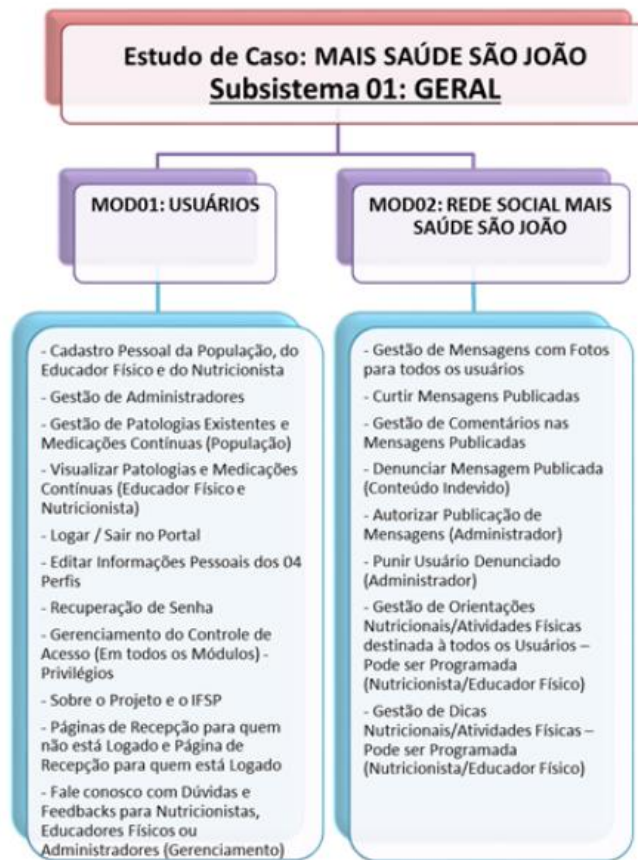 Estudo de Caso: MAIS SAÚDE SÃO JOÃO
Subsistema 01: GERAL
MOD01: USUÁRIOS
- Cadastro Pessoal da População, do
Educador Físico e do Nutricionista
- Gestão de Administradores
- Gestão de Patologias Existentes e
Medicações Contínuas (População)
- Visualizar Patologias e Medicações
Contínuas (Educador Físico e
Nutricionista)
- Logar / Sair no Portal
- Editar Informações Pessoais dos 04
Perfis
- Recuperação de Senha
- Gerenciamento do Controle de
Acesso (Em todos os Módulos) -
Privilégios
- Sobre o Projeto e o IFSP
- Páginas de Recepção para quem
não está Logado e Página de
Recepção para quem está Logado
- Fale conosco com Dúvidas e
Feedbacks para Nutricionistas,
Educadores Físicos ou
Administradores (Gerenciamento)
MOD02: REDE SOCIAL MAIS
SAÚDE SÃO JOÃO
- Gestão de Mensagens com Fotos
para todos os usuários
- Curtir Mensagens Publicadas
- Gestão de Comentários nas
Mensagens Publicadas
- Denunciar Mensagem Publicada
(Conteúdo Indevido)
- Autorizar Publicação de
Mensagens (Administrador)
- Punir Usuário Denunciado
(Administrador)
- Gestão de Orientações
Nutricionais/Atividades Físicas
destinada à todos os Usuários –
Pode ser Programada
(Nutricionista/Educador Físico)
- Gestão de Dicas
Nutricionais/Atividades Físicas –
Pode ser Programada
(Nutricionista/Educador Físico)